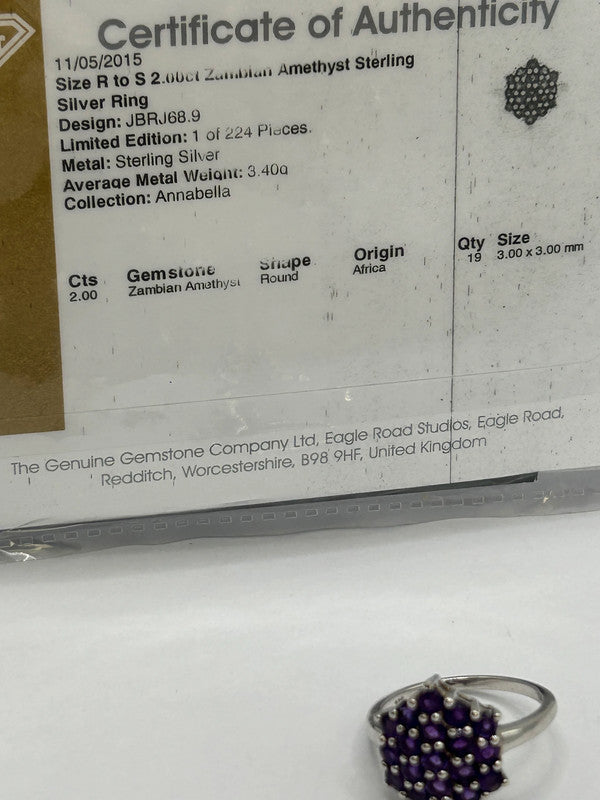 Certificate of Authenticity
11/05/2015
Size R to S 2.00ct Zambian Amethyst Sterling
Silver Ring
Design: JBRJ68.9
Limited Edition: 1 of 224 Pieces.
Metal: Sterling Silver
Average Metal Weight: 3.40g
Collection: Annabella
Cts Gemstone Shape Origin Qty Size
2.00 Zambian Amethyst Round Africa 19 3.00 x 3.00 mm
The Genuine Gemstone Company Ltd, Eagle Road Studios, Eagle Road,
Redditch, Worcestershire, B98 9HF, United Kingdom